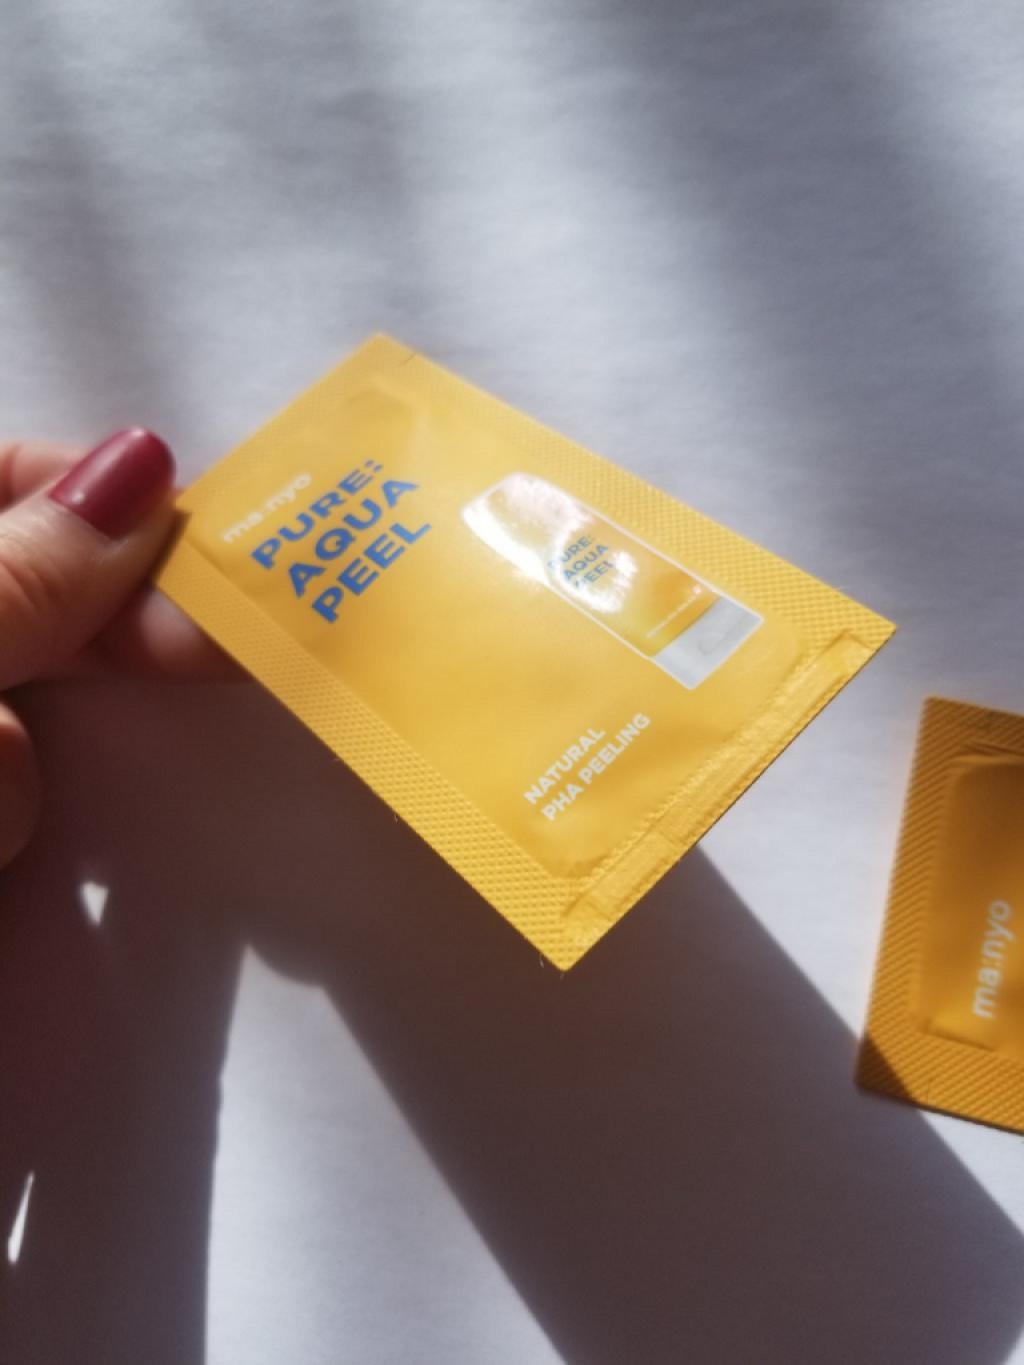 ma:nyo
PURE:
AQUA
PEEL
PURE:
AQUA
PEEL
NATURAL
PHA PEELING
ma:nyo